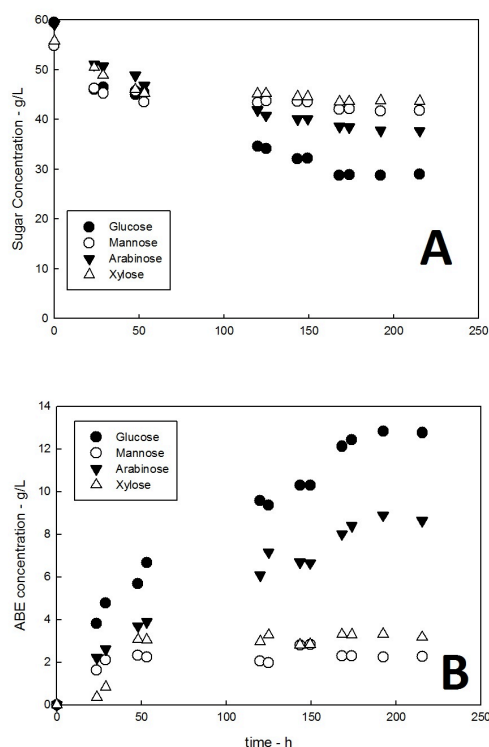 60
50
40
30
20
10
0
Sugar Concentration - g/L
Glucose
Mannose
Arabinose
Xylose
A
0 50 100 150 200 250
14
12
10
8
6
4
2
0
ABE concentration - g/L
Glucose
Mannose
Arabinose
Xylose
B
0 50 100 150 200 250
time - h